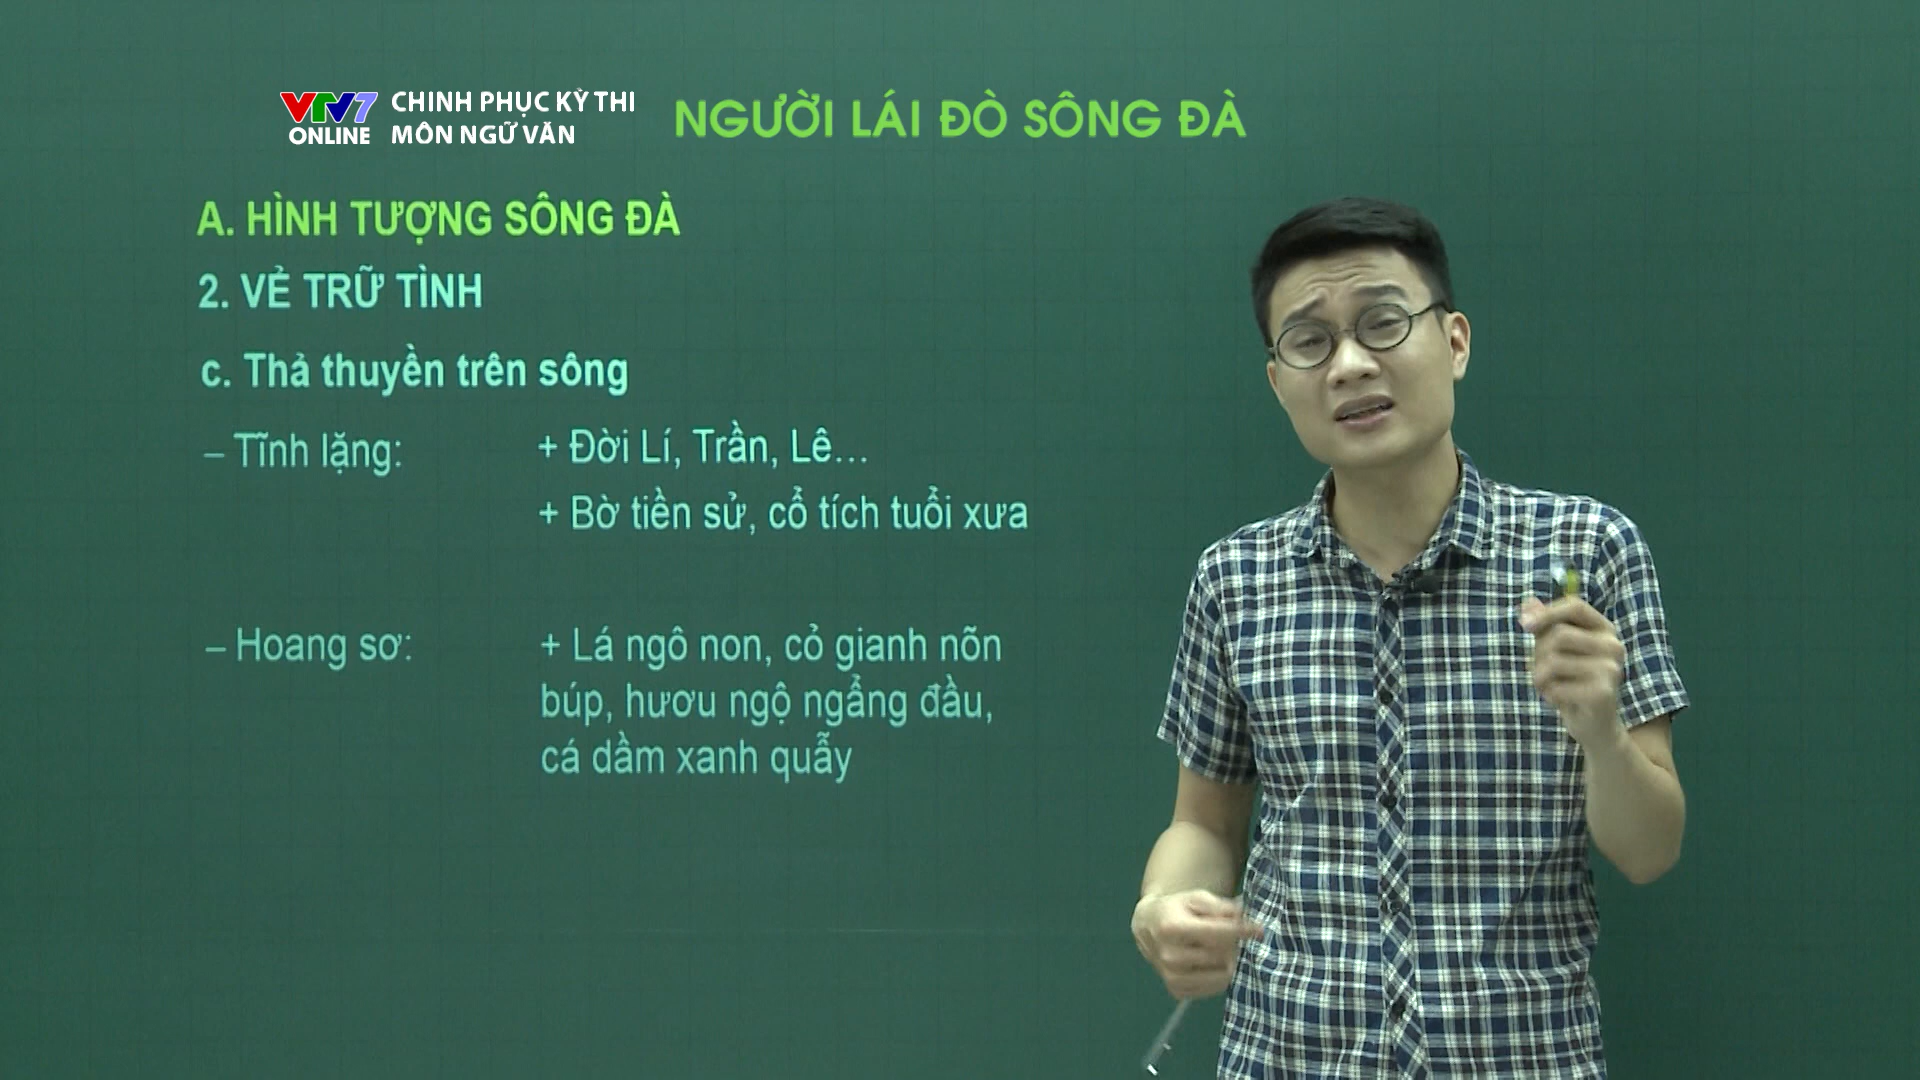 VTV7
ONLINE
CHINH PHỤC KỲ THI
MÔN NGỮ VĂN
NGƯỜI LÁI ĐÒ SÔNG ĐÀ
A. HÌNH TƯỢNG SÔNG ĐÀ
2. VẺ TRỮ TÌNH
c. Thả thuyền trên sông
– Tĩnh lặng: + Đời Lí, Trần, Lê...
+ Bờ tiền sử, cổ tích tuổi xưa
– Hoang sơ: + Lá ngô non, cỏ gianh nõn
búp, hươu ngộ ngẩng đầu,
cá dầm xanh quẫy